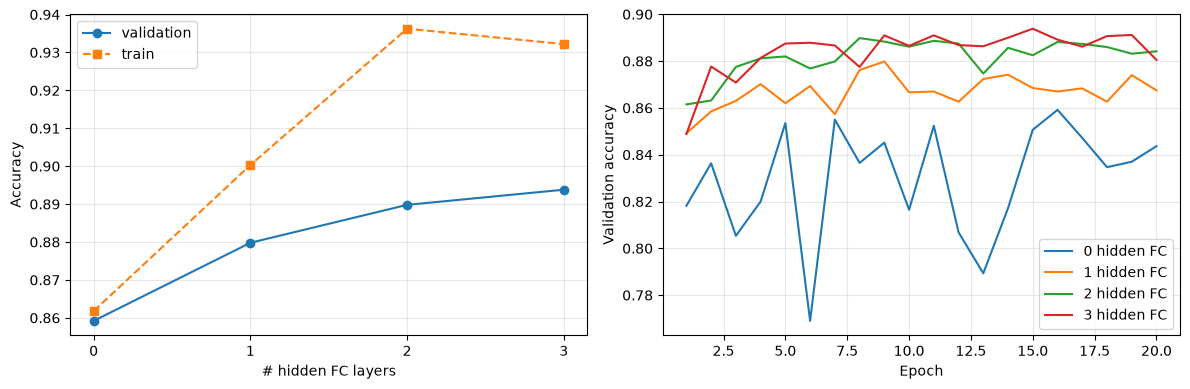 0.94
0.93
0.92
0.91
0.90
0.89
0.88
0.87
0.86
Accuracy
validation
train
0 1 2 3
# hidden FC layers
0.90
0.88
0.86
0.84
0.82
0.80
0.78
Validation accuracy
0 hidden FC
1 hidden FC
2 hidden FC
3 hidden FC
2.5 5.0 7.5 10.0 12.5 15.0 17.5 20.0
Epoch